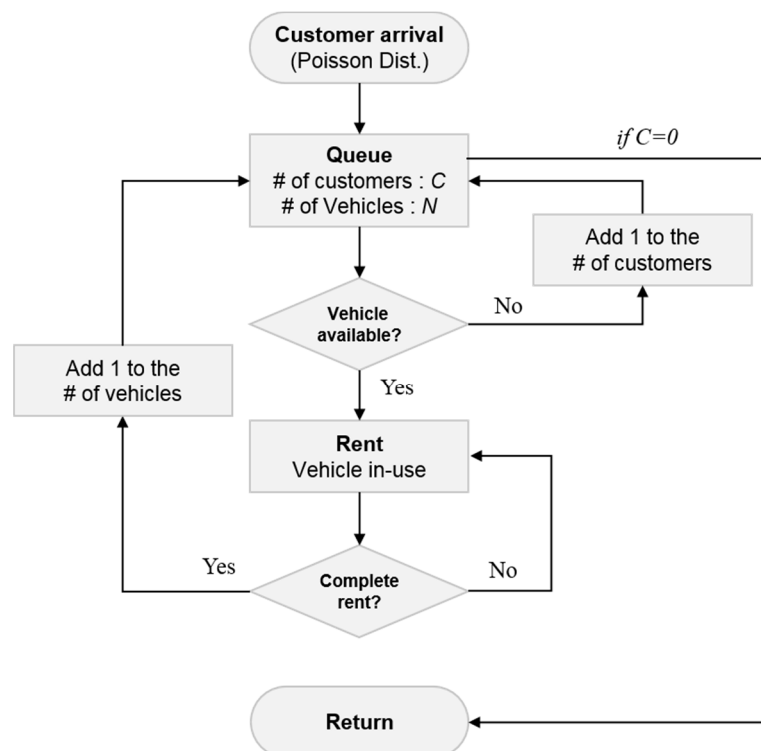 Customer arrival
(Poisson Dist.)
if C=0
Queue
# of customers : C
# of Vehicles : N
Add 1 to the
# of customers
Vehicle
available?
No
Add 1 to the
# of vehicles
Yes
Rent
Vehicle in-use
Yes
Complete
rent?
No
Return